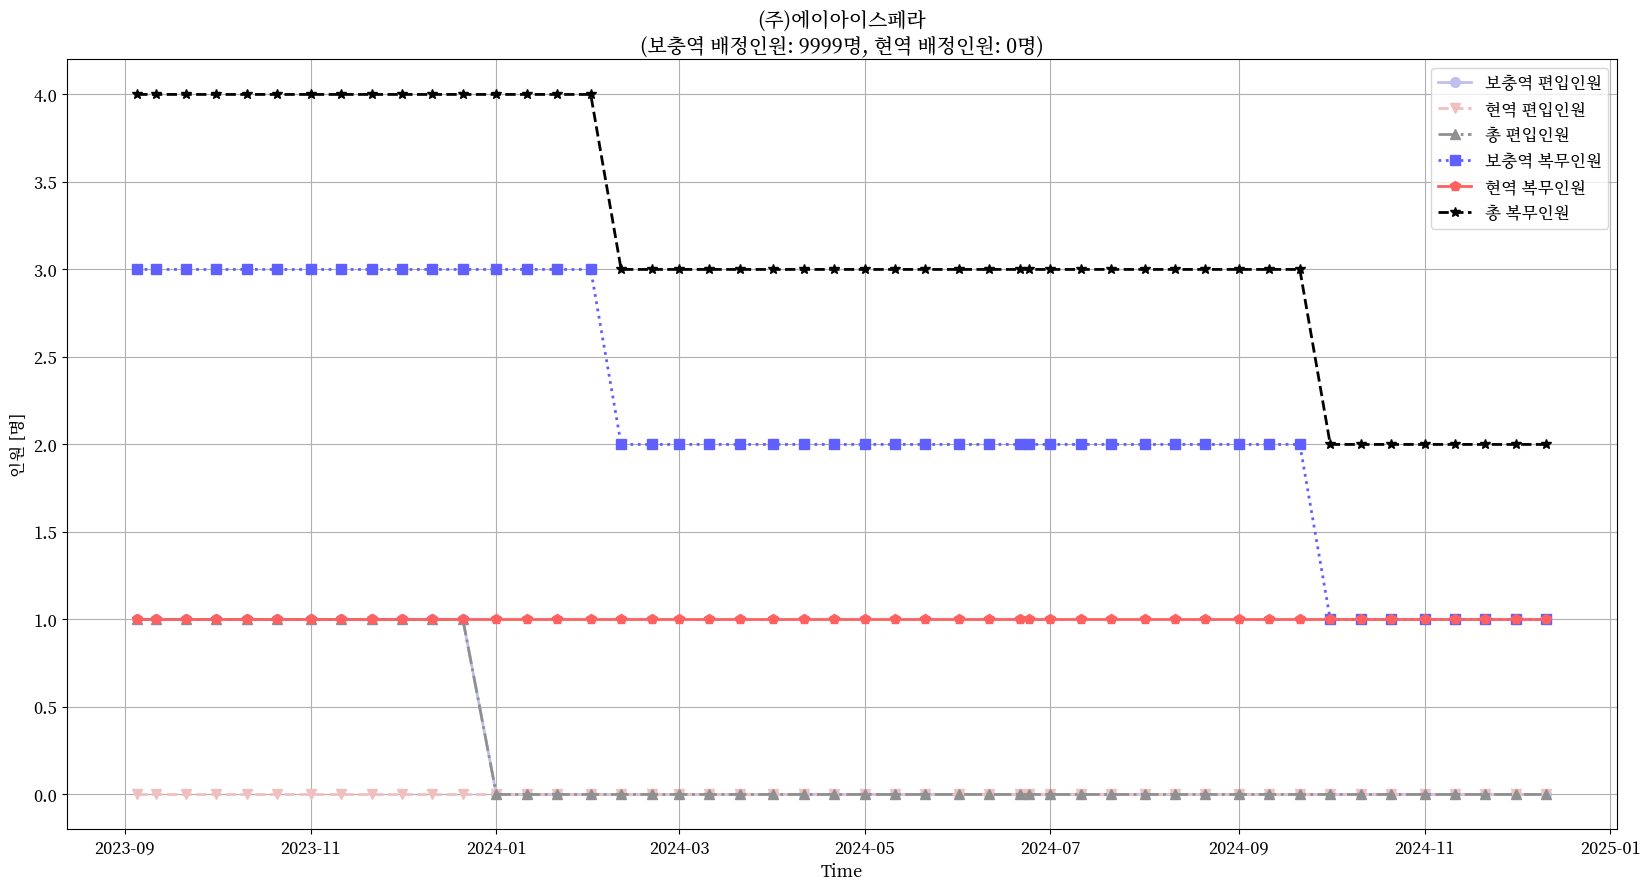 (주)에이아이스페라
(보충역 배정인원: 9999명, 현역 배정인원: 0명)
보충역 편입인원
현역 편입인원
총 편입인원
보충역 복무인원
현역 복무인원
총 복무인원
4.0
3.5
3.0
2.5
2.0
1.5
1.0
0.5
0.0
인원 [명]
2023-09
2023-11
2024-01
2024-03
2024-05
2024-07
2024-09
2024-11
2025-01
Time